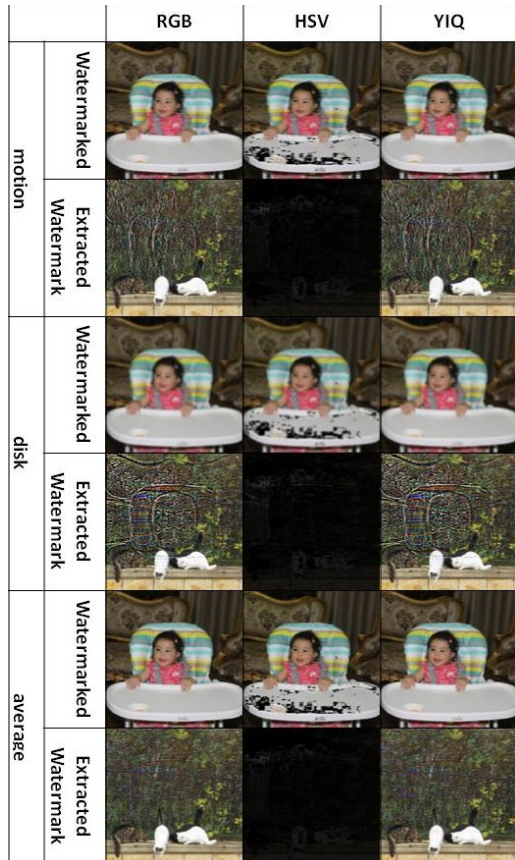 RGB HSV YIQ
motion
Watermarked
Extracted
Watermark
disk
Watermarked
Extracted
Watermark
average
Watermarked
Extracted
Watermark